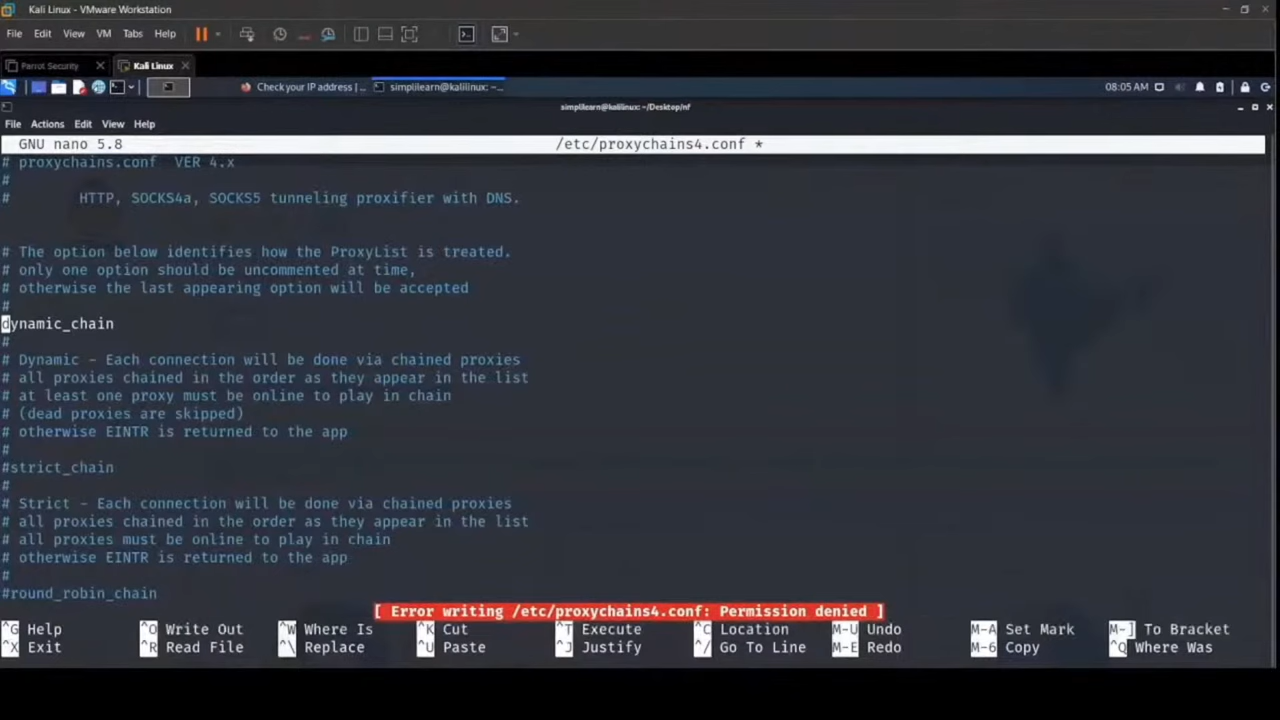 Kali Linux - VMware Workstation
File Edit View VM Tabs Help
Parrot Security Kali Linux
Check your IP address |... simplilearn@kalilinux: ~... 08:05 AM
simplilearn@kalilinux: ~/Desktop/nf
File Actions Edit View Help
GNU nano 5.8 /etc/proxychains4.conf *
# proxychains.conf VER 4.x
#
# HTTP, SOCKS4a, SOCKS5 tunneling proxifier with DNS.
# The option below identifies how the ProxyList is treated.
# only one option should be uncommented at time,
# otherwise the last appearing option will be accepted
#
dynamic_chain
#
# Dynamic - Each connection will be done via chained proxies
# all proxies chained in the order as they appear in the list
# at least one proxy must be online to play in chain
# (dead proxies are skipped)
# otherwise EINTR is returned to the app
#
#strict_chain
#
# Strict - Each connection will be done via chained proxies
# all proxies chained in the order as they appear in the list
# all proxies must be online to play in chain
# otherwise EINTR is returned to the app
#
#round_robin_chain
[ Error writing /etc/proxychains4.conf: Permission denied ]
^G Help ^O Write Out ^W Where Is ^K Cut ^T Execute ^C Location M-U Undo M-A Set Mark M-] To Bracket
^X Exit ^R Read File ^\ Replace ^U Paste ^J Justify ^/ Go To Line M-E Redo M-6 Copy ^Q Where Was